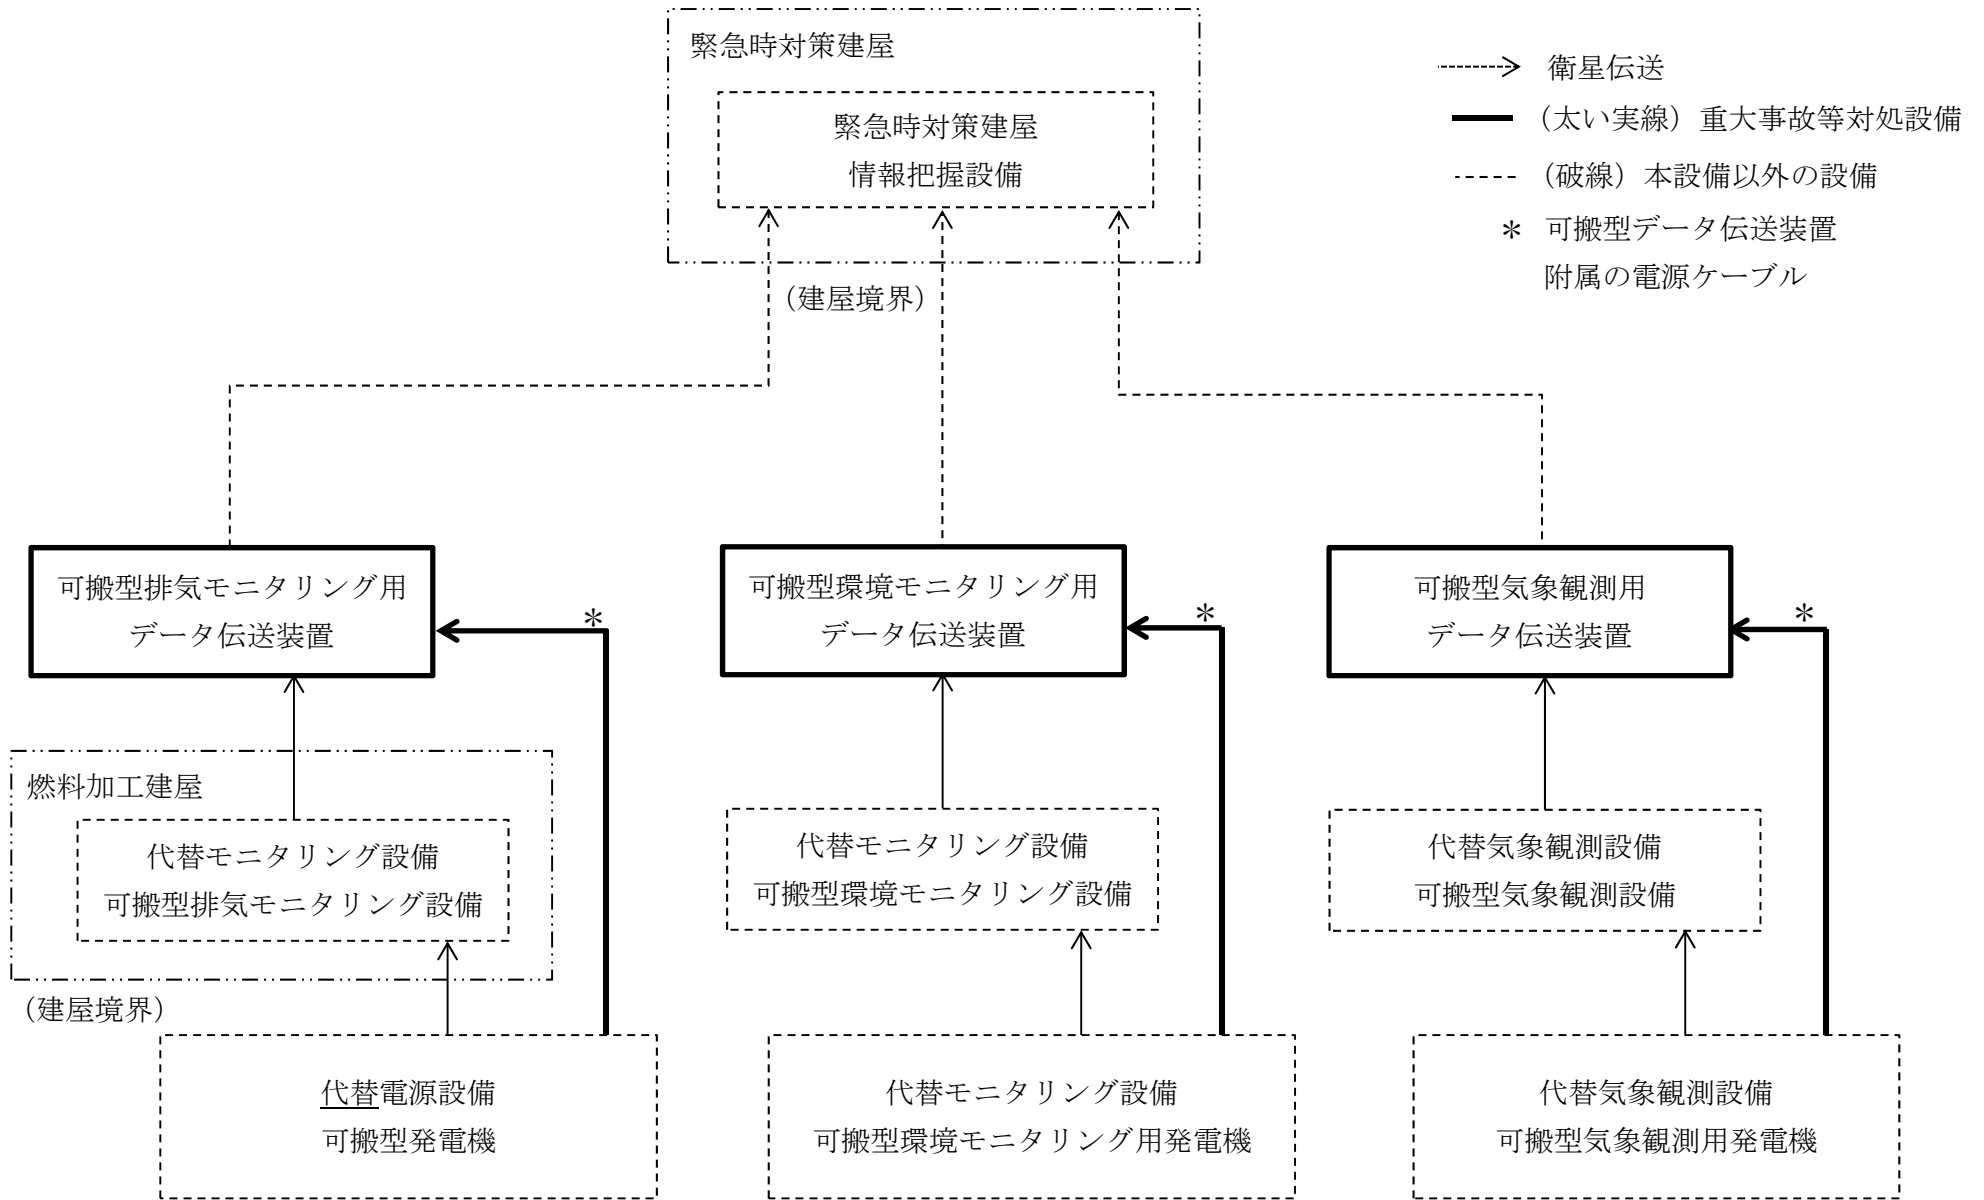 緊急時対策建屋
緊急時対策建屋
情報把握設備
(建屋境界)
衛星伝送
(太い実線)重大事故等対処設備
(破線)本設備以外の設備
* 可搬型データ伝送装置
附属の電源ケーブル
可搬型排気モニタリング用
データ伝送装置
*
可搬型環境モニタリング用
データ伝送装置
*
可搬型気象観測用
データ伝送装置
*
燃料加工建屋
代替モニタリング設備
可搬型排気モニタリング設備
(建屋境界)
代替モニタリング設備
可搬型環境モニタリング設備
代替気象観測設備
可搬型気象観測設備
代替電源設備
可搬型発電機
代替モニタリング設備
可搬型環境モニタリング用発電機
代替気象観測設備
可搬型気象観測用発電機